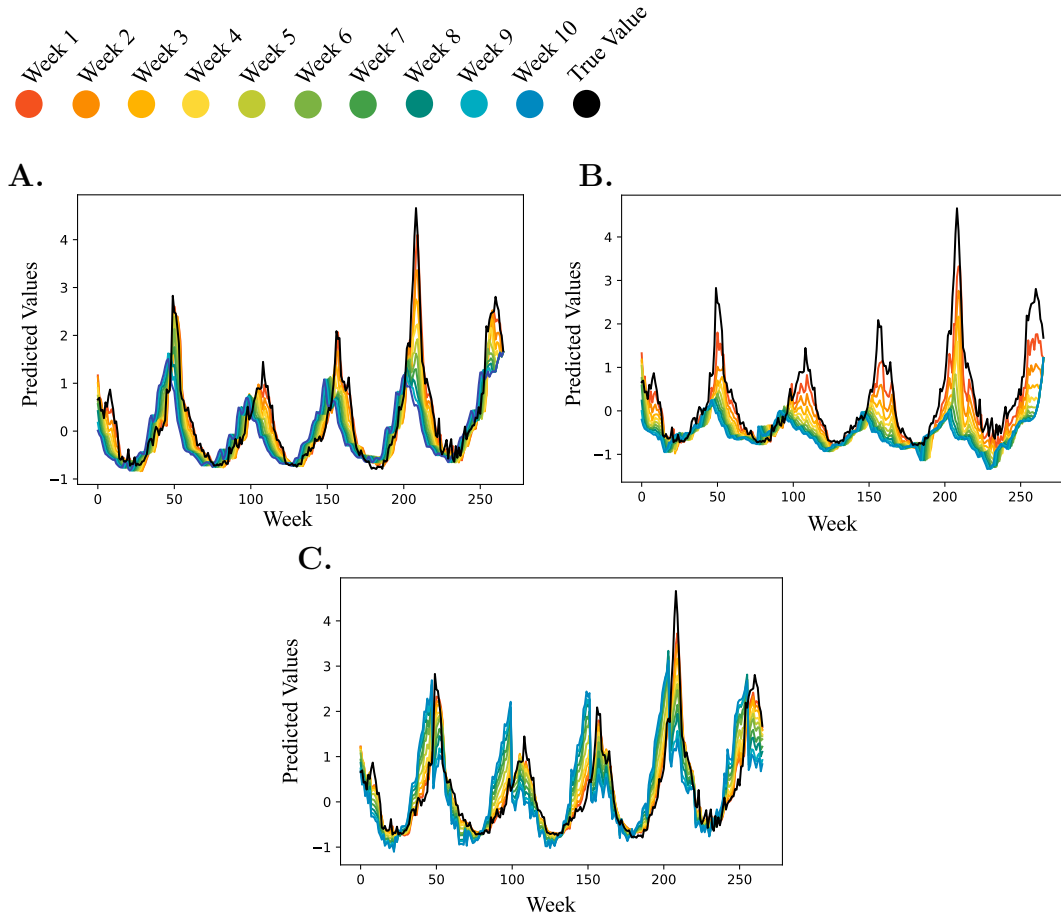 Week 1 Week 2 Week 3 Week 4 Week 5 Week 6 Week 7 Week 8 Week 9 Week 10 True Value
A.
Predicted Values
4
3
2
1
0
−1
0 50 100 150 200 250
Week
B.
Predicted Values
4
3
2
1
0
−1
0 50 100 150 200 250
Week
C.
Predicted Values
4
3
2
1
0
−1
0 50 100 150 200 250
Week